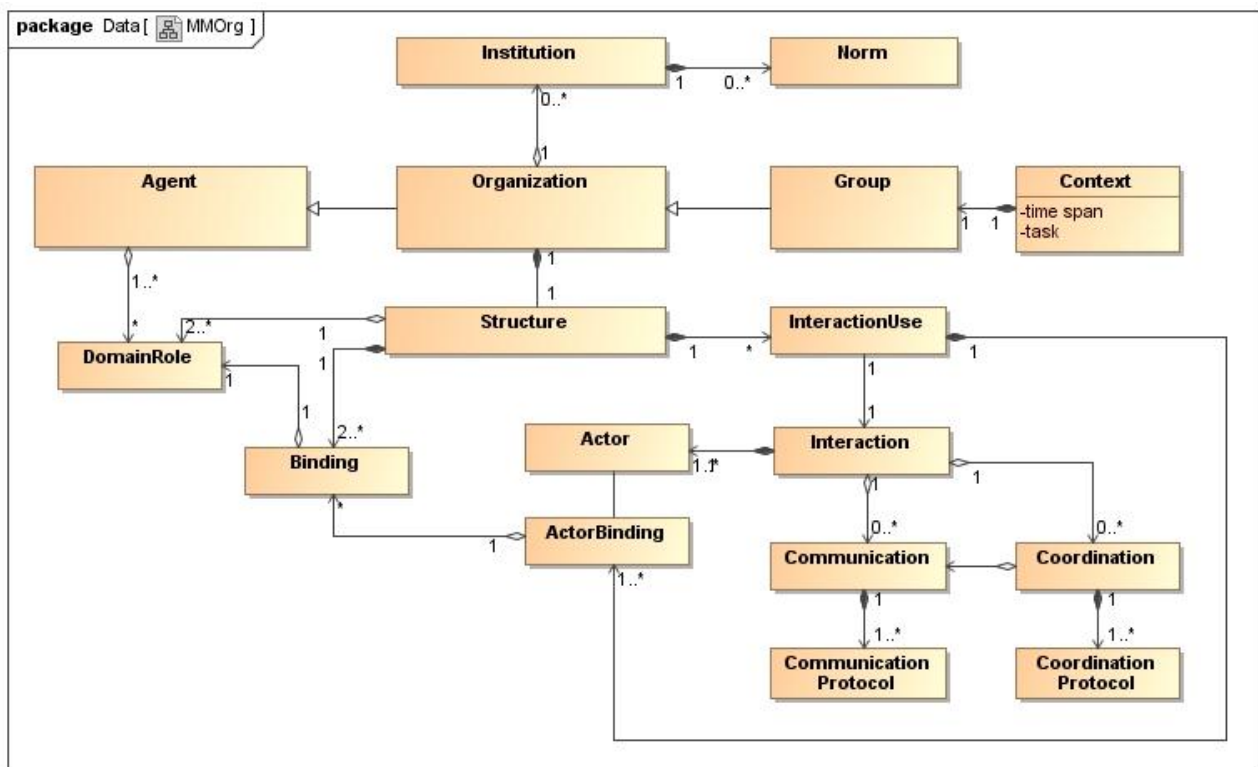 package Data [ MMOrg ]
Institution
Norm
1
0..*
0..*
1
Agent
Organization
Group
Context
-time span
-task
1
1
1..*
1
1
*
2..*
1
Structure
InteractionUse
1
*
1
DomainRole
1
1
1
1
1
2..*
Actor
Interaction
1..*
1
1
Binding
*
1
ActorBinding
1..*
0..*
0..*
Communication
Coordination
1
1
1..*
1..*
Communication
Protocol
Coordination
Protocol